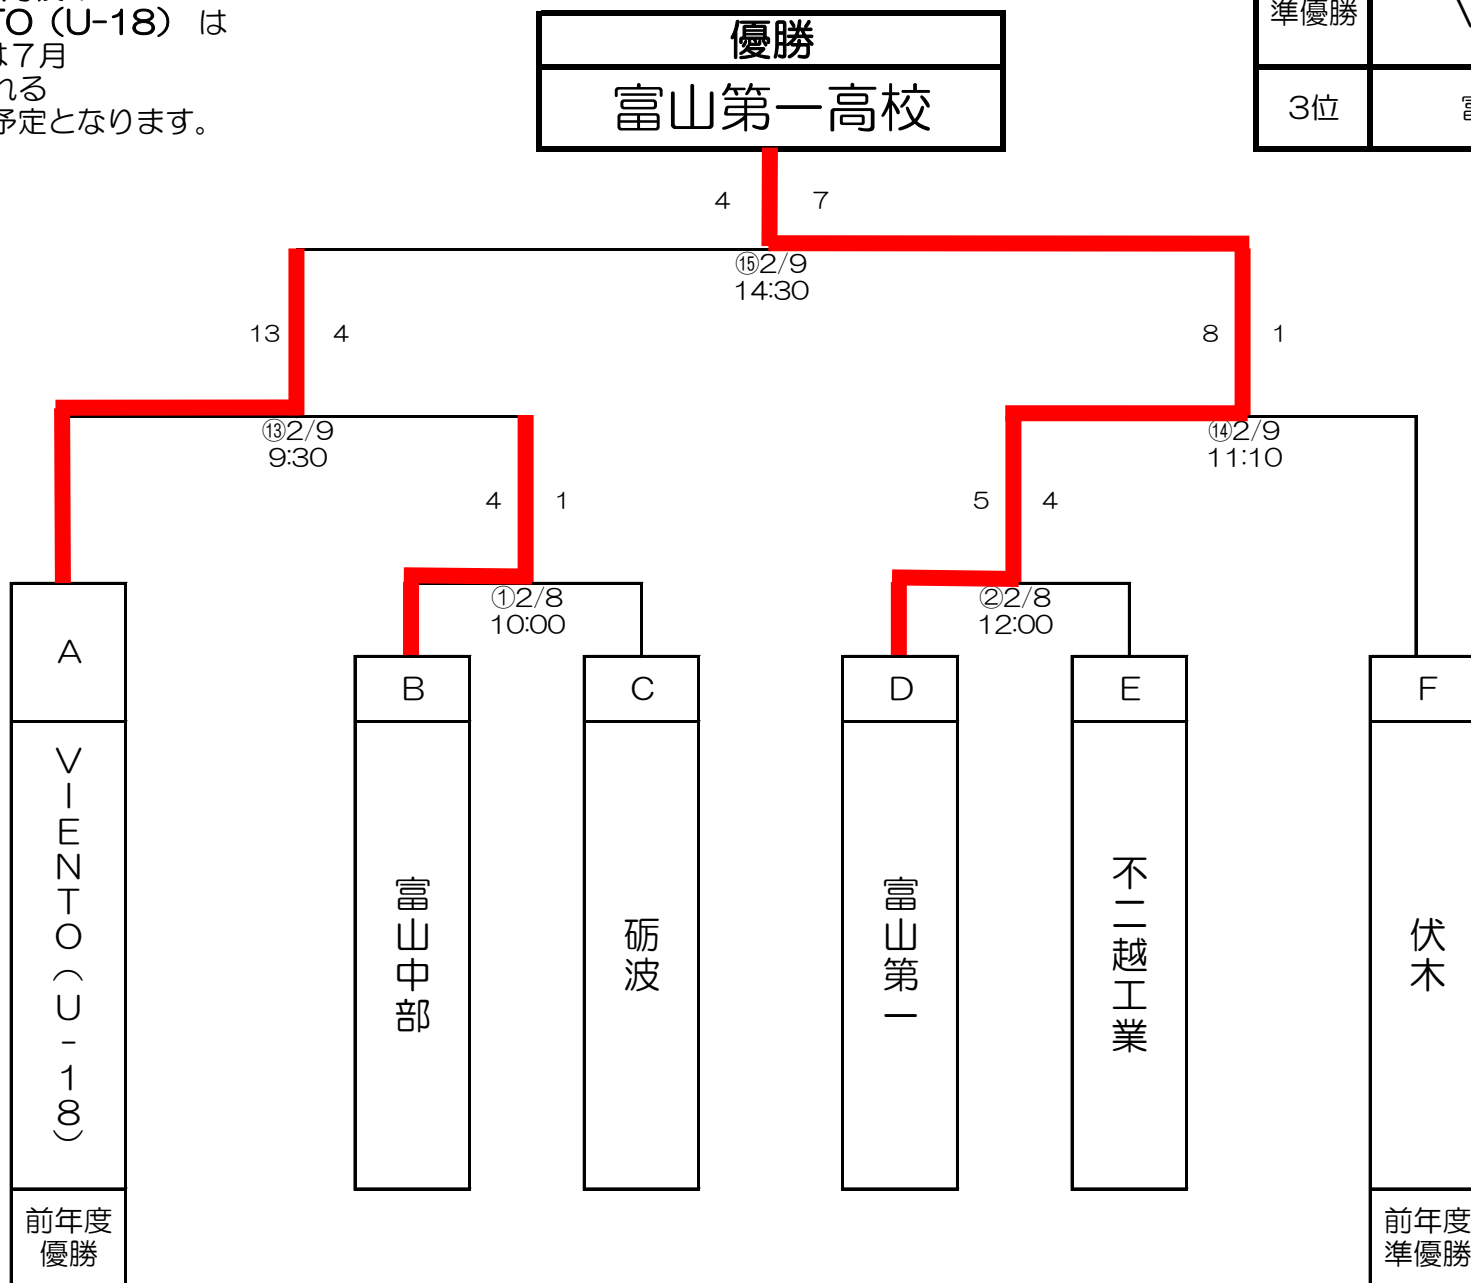 TO（U-18） は
は７月
れる
予定となります。
優勝
富山第一高校
準優勝
3位
4 7
⑮2/9
14:30
13 4
8 1
⑬2/9
9:30
⑭2/9
11:10
4 1
5 4
①2/8
10:00
②2/8
12:00
A
B
C
D
E
F
VIENTO（U-18）
富山中部
砺波
富山第一
不二越工業
伏木
前年度
優勝
前年度
準優勝